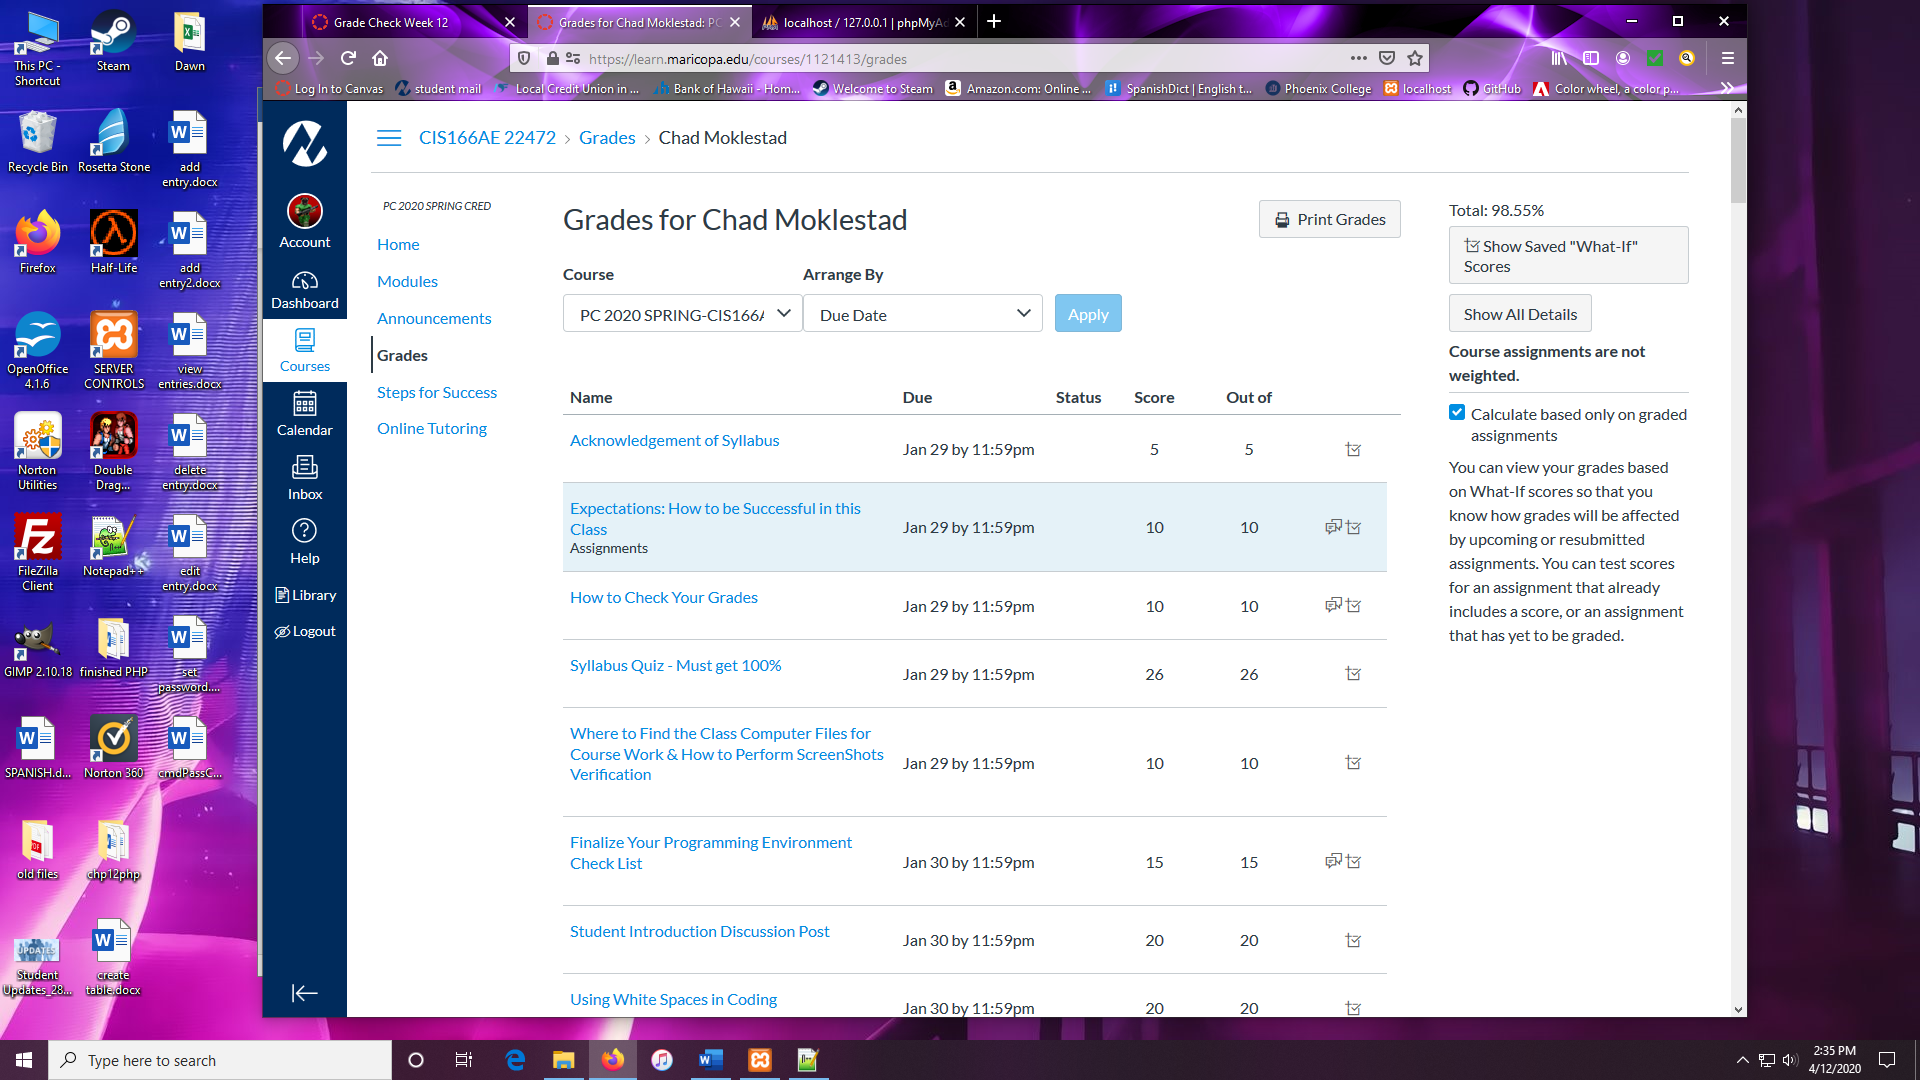 This PC -
Shortcut
Steam
Dawn
Recycle Bin
Rosetta Stone
add
entry.docx
Firefox
Half-Life
add
entry2.docx
OpenOffice
4.1.6
SERVER
CONTROLS
view
entries.docx
Norton
Utilities
Double
Drag...
delete
entry.docx
FileZilla
Client
Notepad++
edit
entry.docx
GIMP 2.10.18
finished PHP
set
password....
SPANISH.d...
Norton 360
cmdPassC...
old files
chp12php
Student
Updates_28...
create
table.docx
Grade Check Week 12
Grades for Chad Moklestad: PC
localhost / 127.0.0.1 | phpMyAd
https://learn.maricopa.edu/courses/1121413/grades
Log In to Canvas
student mail
Local Credit Union in ...
Bank of Hawaii - Hom...
Welcome to Steam
Amazon.com: Online ...
SpanishDict | English t...
Phoenix College
localhost
GitHub
Color wheel, a color p...
Account
Dashboard
Courses
Calendar
Inbox
Help
Library
Logout
CIS166AE 22472 › Grades › Chad Moklestad
PC 2020 SPRING CRED
Home
Modules
Announcements
Grades
Steps for Success
Online Tutoring
Grades for Chad Moklestad
Print Grades
Course
Arrange By
PC 2020 SPRING-CIS166A
Due Date
Apply
Name Due Status Score Out of
Acknowledgement of Syllabus
Jan 29 by 11:59pm 5 5
Expectations: How to be Successful in this
Class
Assignments
Jan 29 by 11:59pm 10 10
How to Check Your Grades
Jan 29 by 11:59pm 10 10
Syllabus Quiz - Must get 100%
Jan 29 by 11:59pm 26 26
Where to Find the Class Computer Files for
Course Work & How to Perform ScreenShots
Verification
Jan 29 by 11:59pm 10 10
Finalize Your Programming Environment
Check List
Jan 30 by 11:59pm 15 15
Student Introduction Discussion Post
Jan 30 by 11:59pm 20 20
Using White Spaces in Coding
Jan 30 by 11:59pm 20 20
Total: 98.55%
Show Saved "What-If"
Scores
Show All Details
Course assignments are not
weighted.
Calculate based only on graded
assignments
You can view your grades based
on What-If scores so that you
know how grades will be affected
by upcoming or resubmitted
assignments. You can test scores
for an assignment that already
includes a score, or an assignment
that has yet to be graded.
Type here to search
2:35 PM
4/12/2020